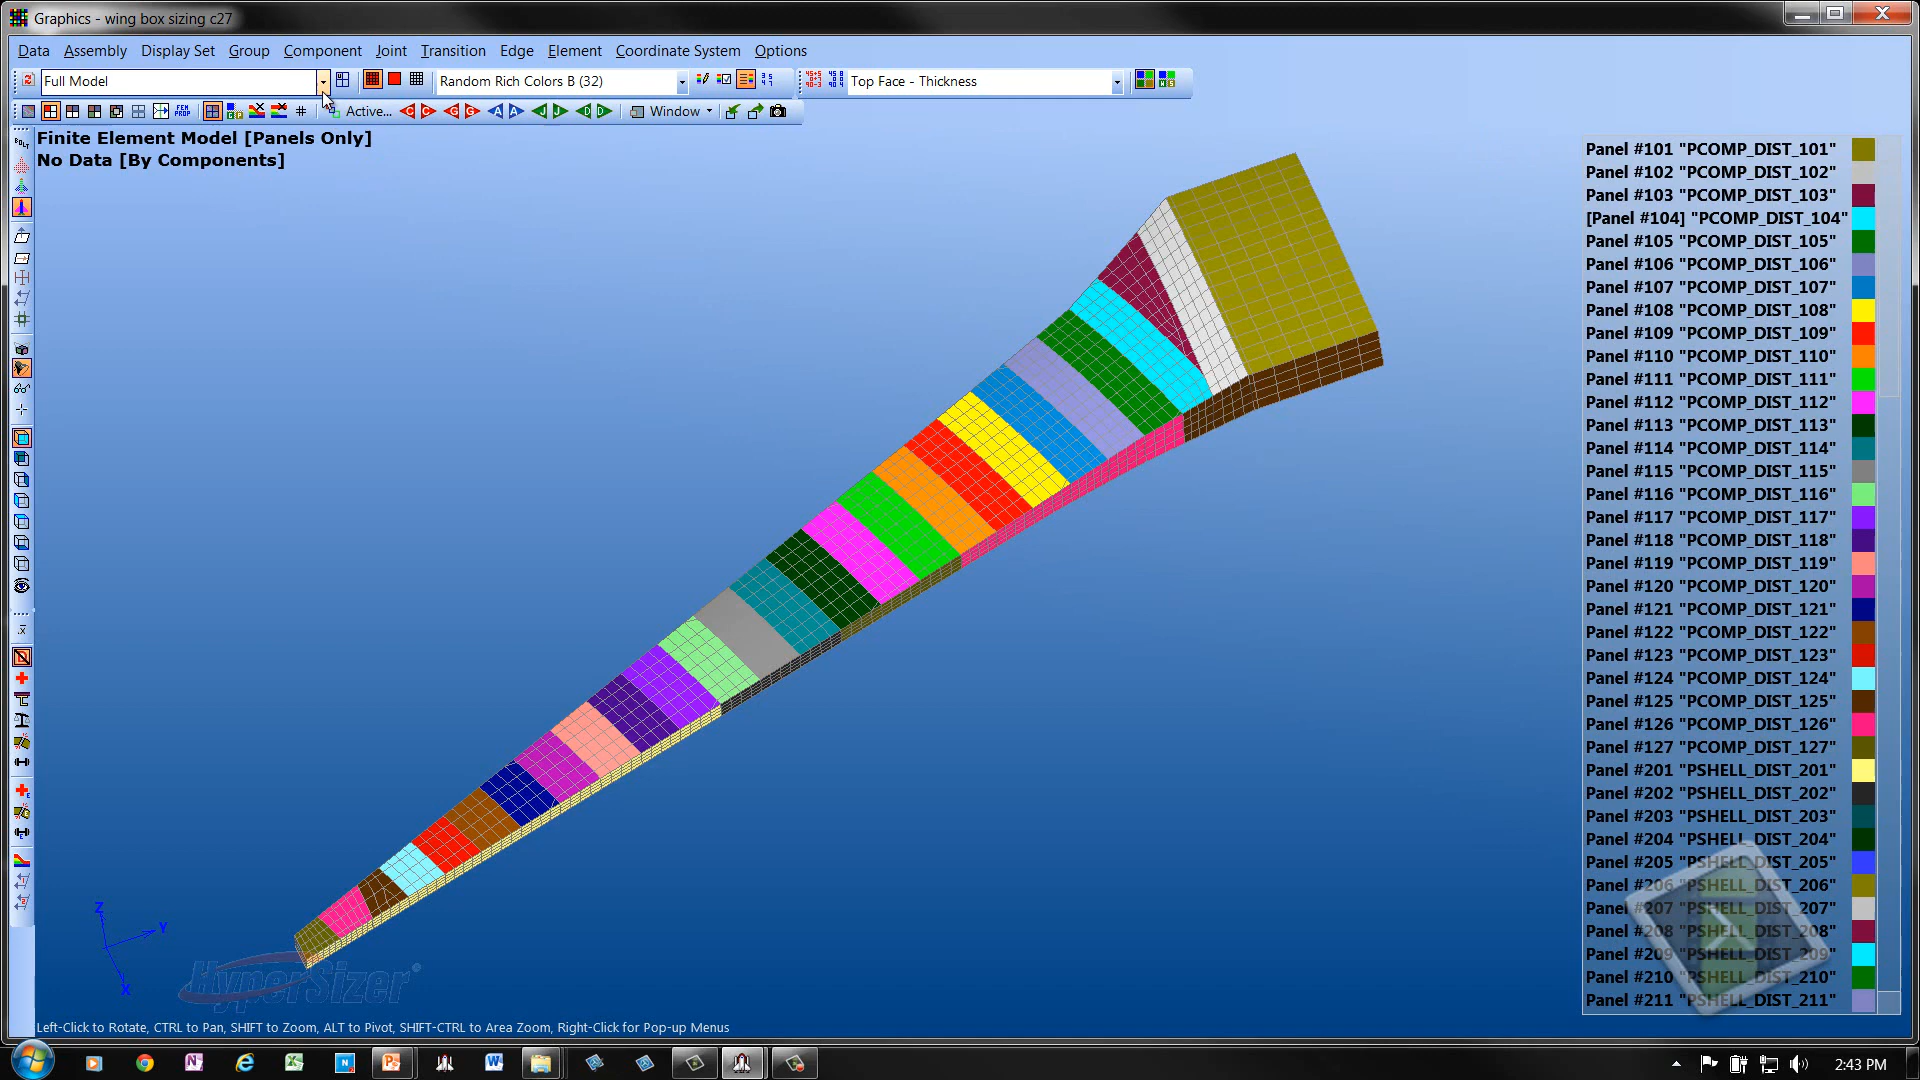 Graphics - wing box sizing c27
Data Assembly Display Set Group Component Joint Transition Edge Element Coordinate System Options
Full Model Random Rich Colors B (32) Top Face - Thickness
Active... Window
Finite Element Model [Panels Only]
No Data [By Components]
Panel #101 "PCOMP_DIST_101"
Panel #102 "PCOMP_DIST_102"
Panel #103 "PCOMP_DIST_103"
[Panel #104] "PCOMP_DIST_104"
Panel #105 "PCOMP_DIST_105"
Panel #106 "PCOMP_DIST_106"
Panel #107 "PCOMP_DIST_107"
Panel #108 "PCOMP_DIST_108"
Panel #109 "PCOMP_DIST_109"
Panel #110 "PCOMP_DIST_110"
Panel #111 "PCOMP_DIST_111"
Panel #112 "PCOMP_DIST_112"
Panel #113 "PCOMP_DIST_113"
Panel #114 "PCOMP_DIST_114"
Panel #115 "PCOMP_DIST_115"
Panel #116 "PCOMP_DIST_116"
Panel #117 "PCOMP_DIST_117"
Panel #118 "PCOMP_DIST_118"
Panel #119 "PCOMP_DIST_119"
Panel #120 "PCOMP_DIST_120"
Panel #121 "PCOMP_DIST_121"
Panel #122 "PCOMP_DIST_122"
Panel #123 "PCOMP_DIST_123"
Panel #124 "PCOMP_DIST_124"
Panel #125 "PCOMP_DIST_125"
Panel #126 "PCOMP_DIST_126"
Panel #127 "PCOMP_DIST_127"
Panel #201 "PSHELL_DIST_201"
Panel #202 "PSHELL_DIST_202"
Panel #203 "PSHELL_DIST_203"
Panel #204 "PSHELL_DIST_204"
Panel #205 "PSHELL_DIST_205"
Panel #206 "PSHELL_DIST_206"
Panel #207 "PSHELL_DIST_207"
Panel #208 "PSHELL_DIST_208"
Panel #209 "PSHELL_DIST_209"
Panel #210 "PSHELL_DIST_210"
Panel #211 "PSHELL_DIST_211"
Z
Y
X
HyperSizer
Left-Click to Rotate, CTRL to Pan, SHIFT to Zoom, ALT to Pivot, SHIFT-CTRL to Area Zoom, Right-Click for Pop-up Menus
2:43 PM